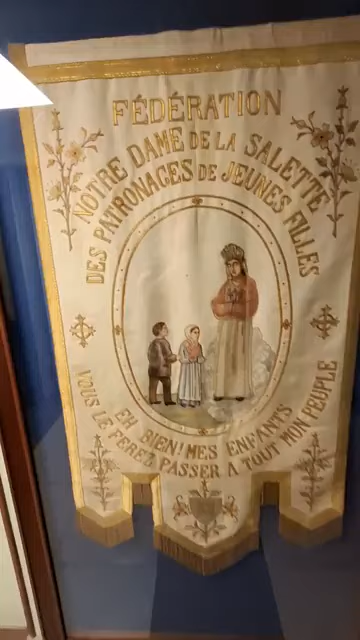 FÉDÉRATION
NOTRE DAME DE LA SALETTE
DES PATRONAGES DE JEUNES FILLES
EH BIEN! MES ENFANTS
VOUS LE FEREZ PASSER A TOUT MON PEUPLE